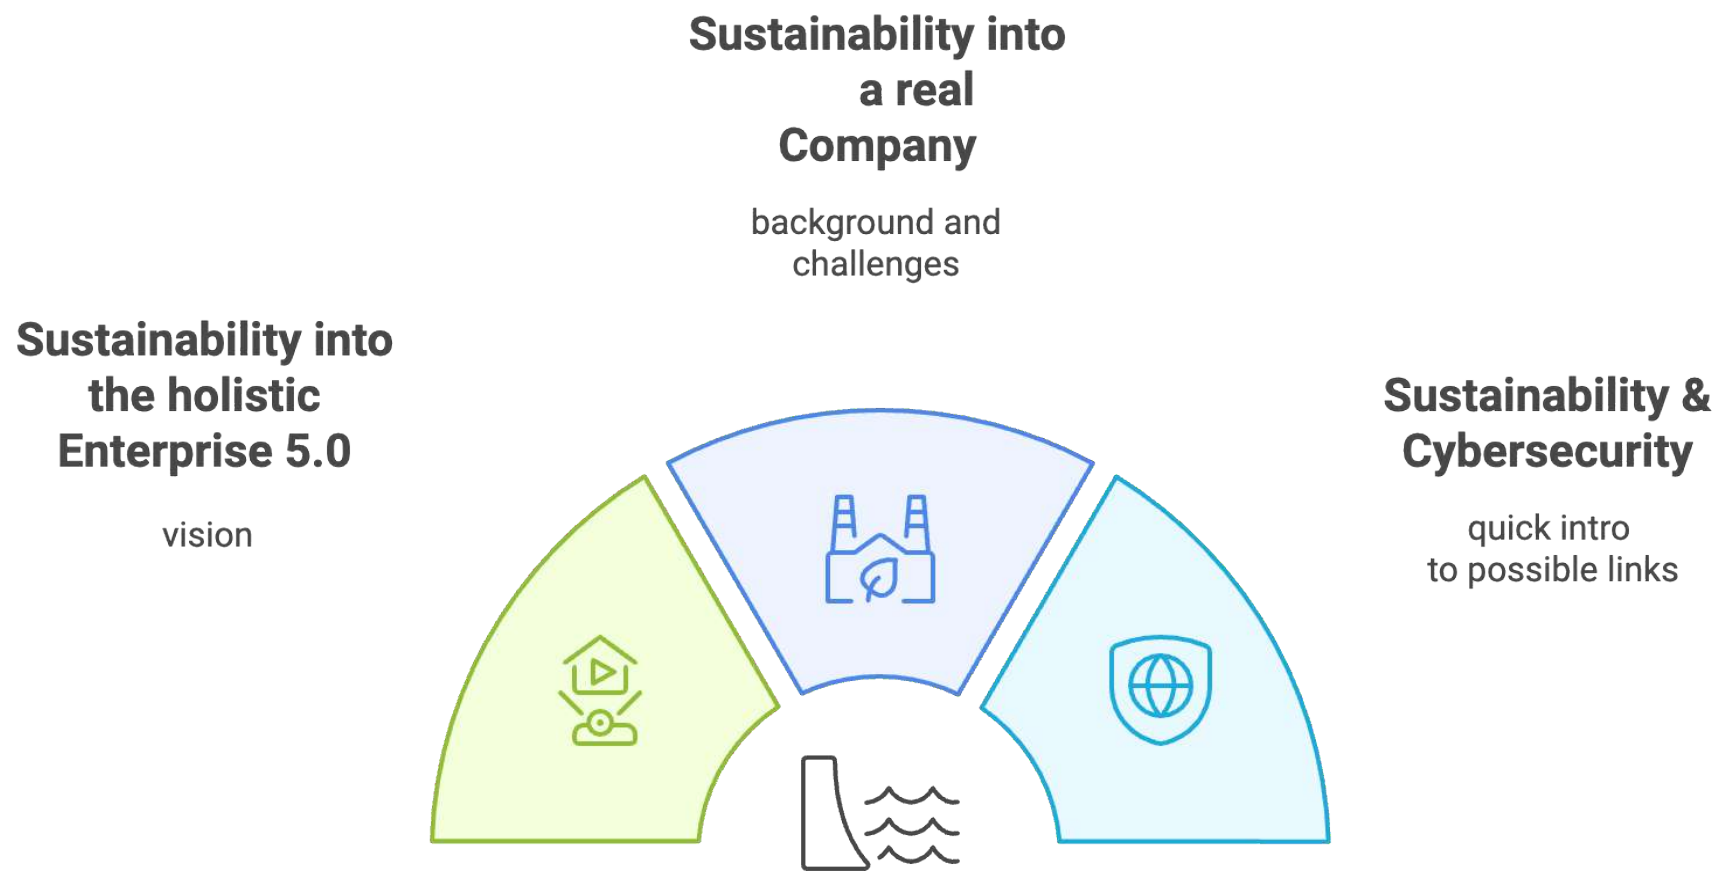 Sustainability into
the holistic
Enterprise 5.0
vision
Sustainability into
a real
Company
background and
challenges
Sustainability &
Cybersecurity
quick intro
to possible links